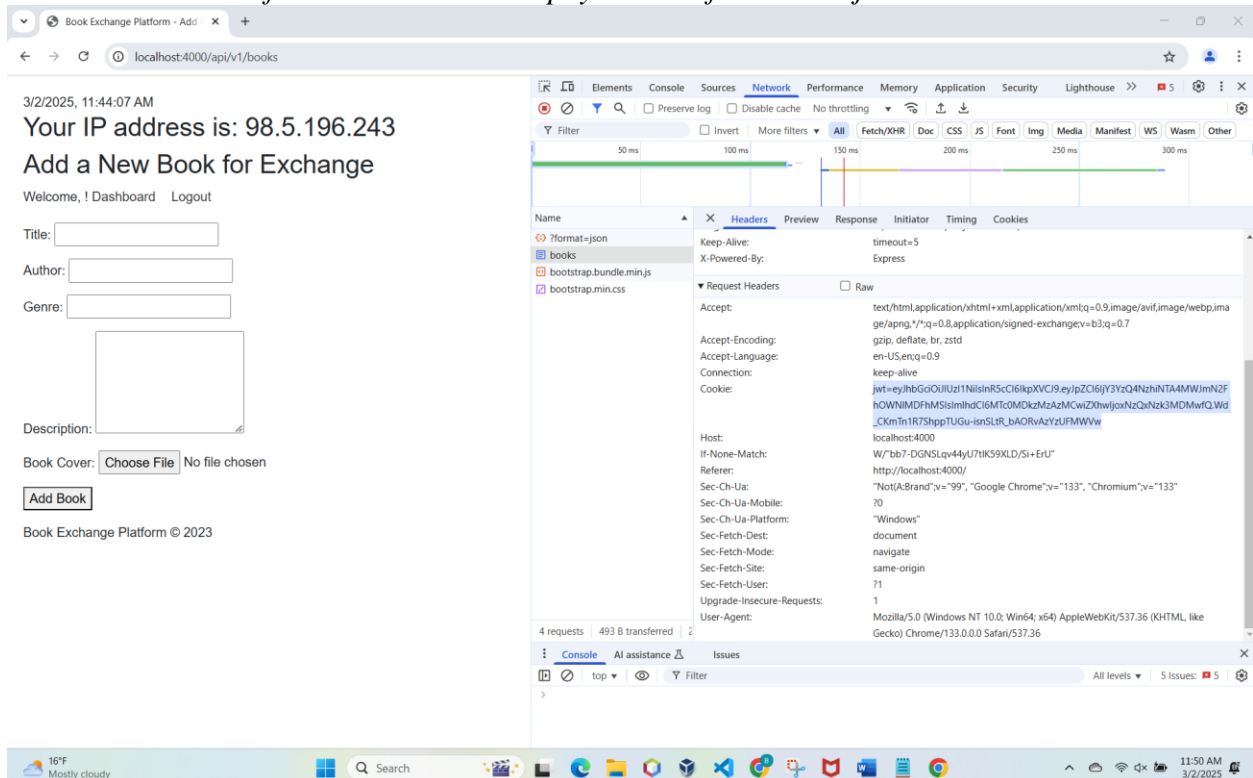 Book Exchange Platform - Add
localhost:4000/api/v1/books
3/2/2025, 11:44:07 AM
Your IP address is: 98.5.196.243
Add a New Book for Exchange
Welcome, ! Dashboard Logout
Title:
Author:
Genre:
Description:
Book Cover: Choose File No file chosen
Add Book
Book Exchange Platform © 2023
Elements Console Sources Network Performance Memory Application Security Lighthouse 5
Preserve log Disable cache No throttling
Filter Invert More filters All Fetch/XHR Doc CSS JS Font Img Media Manifest WS Wasm Other
50 ms 100 ms 150 ms 200 ms 250 ms 300 ms
Name
?format=json
books
bootstrap.bundle.min.js
bootstrap.min.css
4 requests 493 B transferred
Headers Preview Response Initiator Timing Cookies
Keep-Alive: timeout=5
X-Powered-By: Express
Request Headers Raw
Accept: text/html,application/xhtml+xml,application/xml;q=0.9,image/avif,image/webp,ima
ge/apng,*/*;q=0.8,application/signed-exchange;v=b3;q=0.7
Accept-Encoding: gzip, deflate, br, zstd
Accept-Language: en-US,en;q=0.9
Connection: keep-alive
Cookie:
Host: localhost:4000
If-None-Match: W/"bb7-DGNSLqv44yU7tlK59XLD/Si+ErU"
Referer: http://localhost:4000/
Sec-Ch-Ua: "Not(A:Brand";v="99", "Google Chrome";v="133", "Chromium";v="133"
Sec-Ch-Ua-Mobile: ?0
Sec-Ch-Ua-Platform: "Windows"
Sec-Fetch-Dest: document
Sec-Fetch-Mode: navigate
Sec-Fetch-Site: same-origin
Sec-Fetch-User: ?1
Upgrade-Insecure-Requests: 1
User-Agent: Mozilla/5.0 (Windows NT 10.0; Win64; x64) AppleWebKit/537.36 (KHTML, like
Gecko) Chrome/133.0.0.0 Safari/537.36
Console AI assistance Issues
top Filter All levels 5 Issues: 5
16°F
Mostly cloudy
Search
11:50 AM
3/2/2025